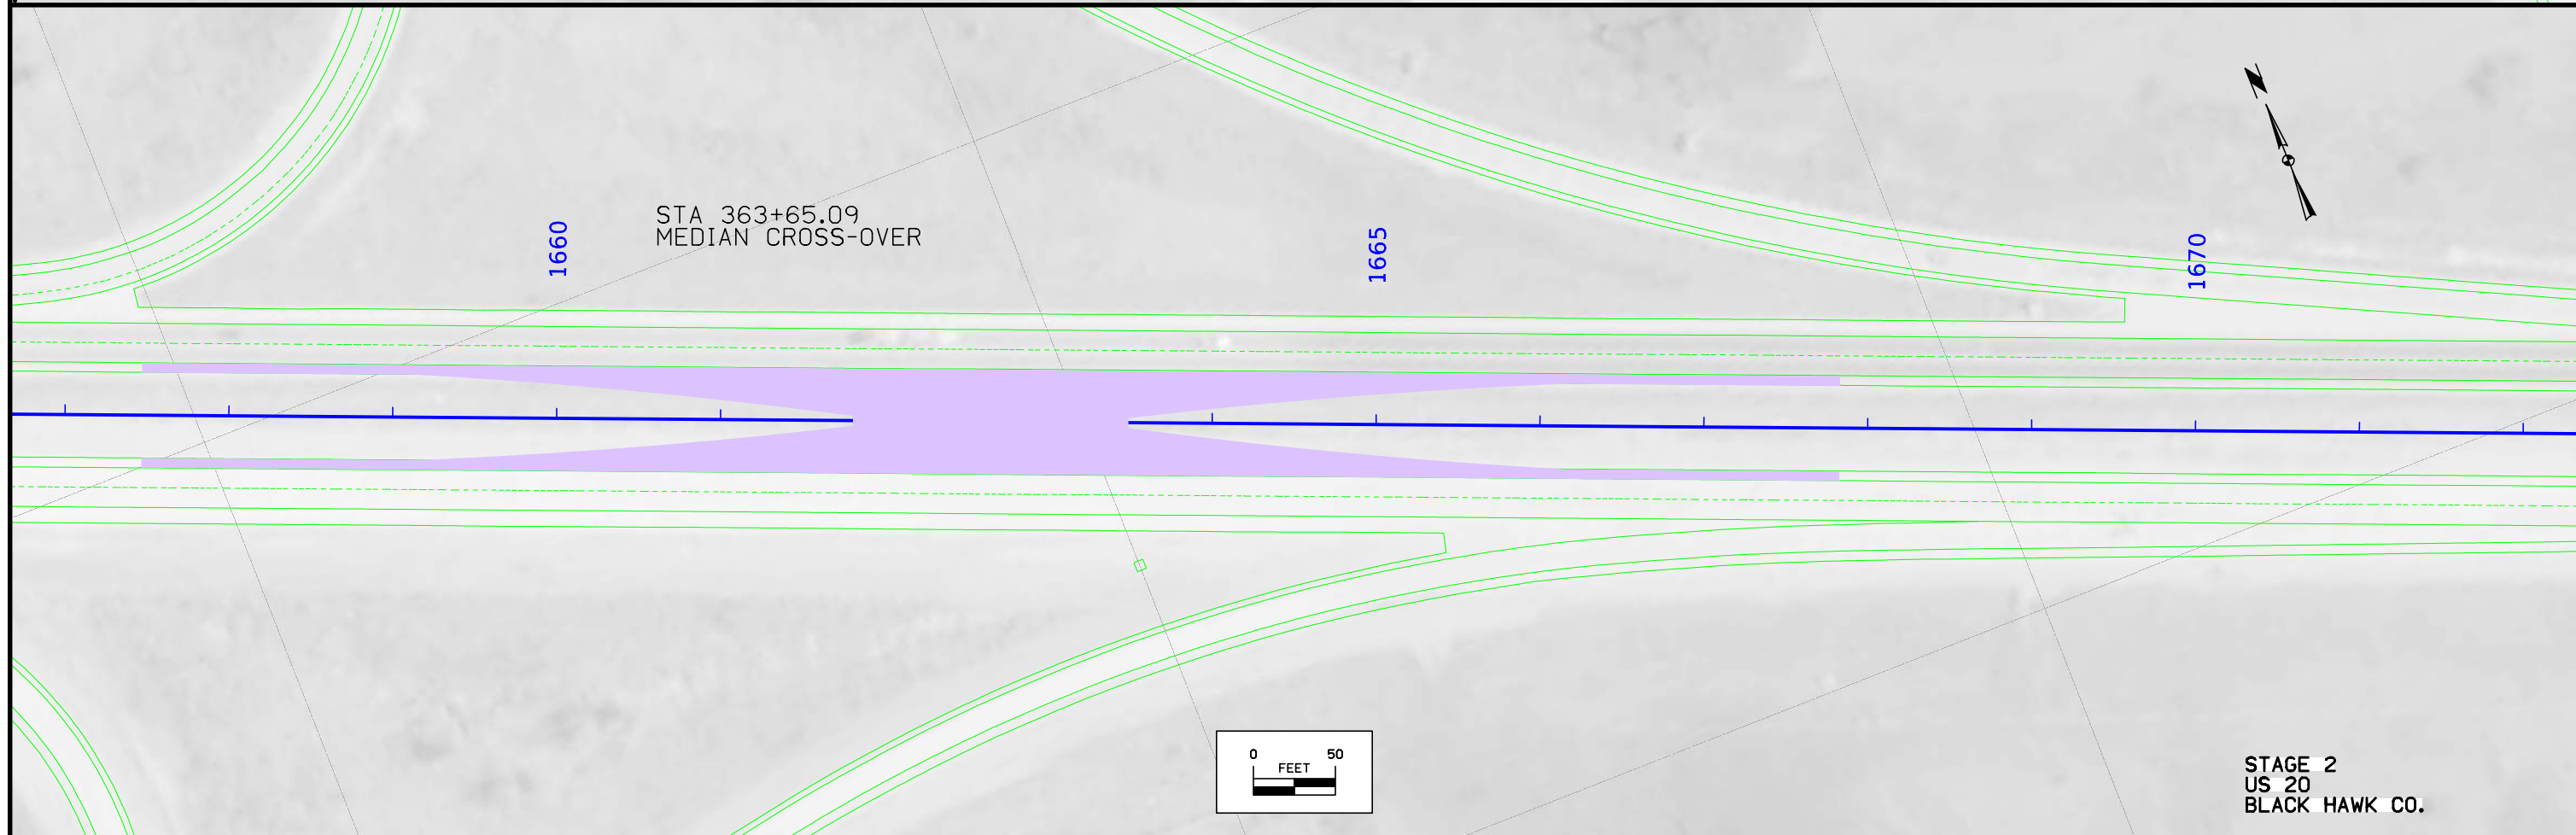 N
STA 363+65.09
MEDIAN CROSS-OVER
1660
1665
1670
0 50
FEET
STAGE 2
US 20
BLACK HAWK CO.